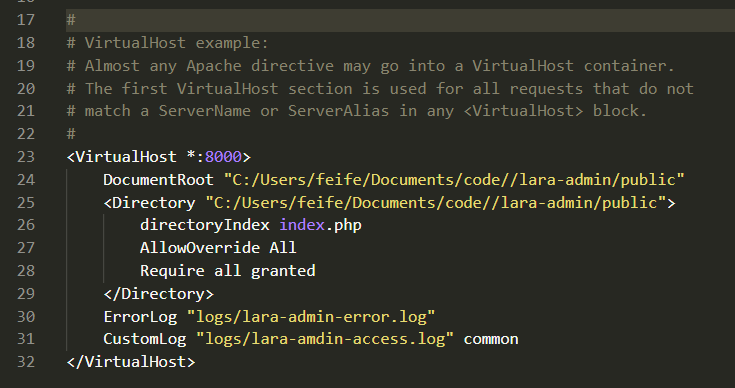 17 #
18 # VirtualHost example:
19 # Almost any Apache directive may go into a VirtualHost container.
20 # The first VirtualHost section is used for all requests that do not
21 # match a ServerName or ServerAlias in any <VirtualHost> block.
22 #
23 <VirtualHost *:8000>
24     DocumentRoot "C:/Users/feife/Documents/code//lara-admin/public"
25     <Directory "C:/Users/feife/Documents/code//lara-admin/public">
26         directoryIndex index.php
27         AllowOverride All
28         Require all granted
29     </Directory>
30     ErrorLog "logs/lara-admin-error.log"
31     CustomLog "logs/lara-amdin-access.log" common
32 </VirtualHost>